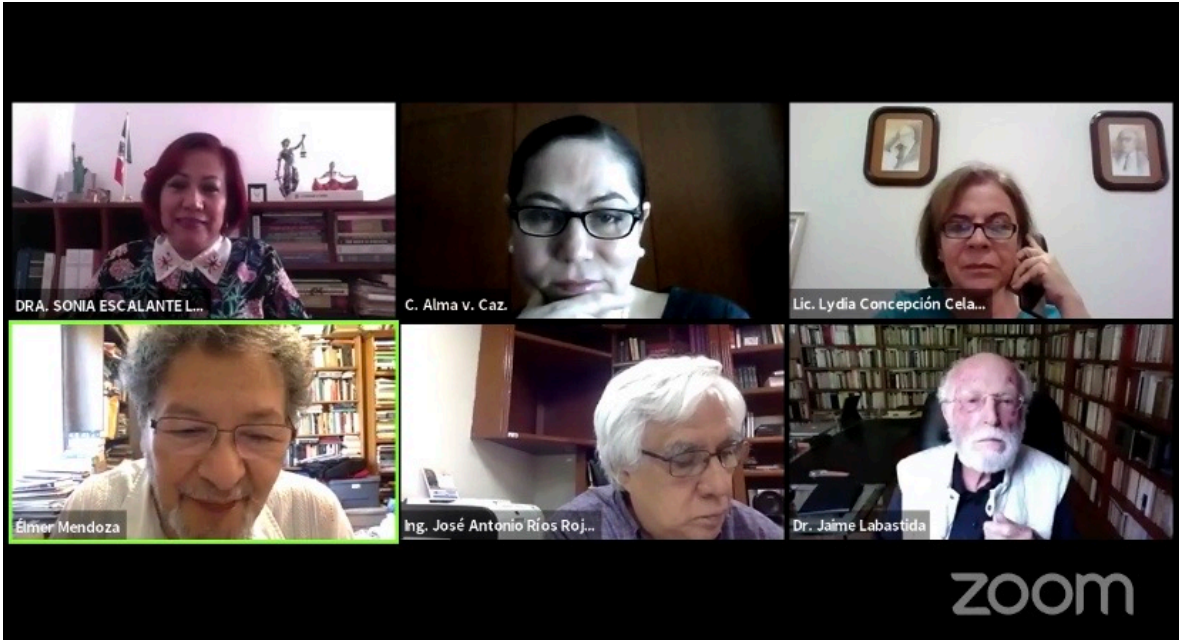 DRA. SONIA ESCALANTE L...
C. Alma v. Caz.
Lic. Lydia Concepción Cela...
Élmer Mendoza
Ing. José Antonio Ríos Roj...
Dr. Jaime Labastida
zoom